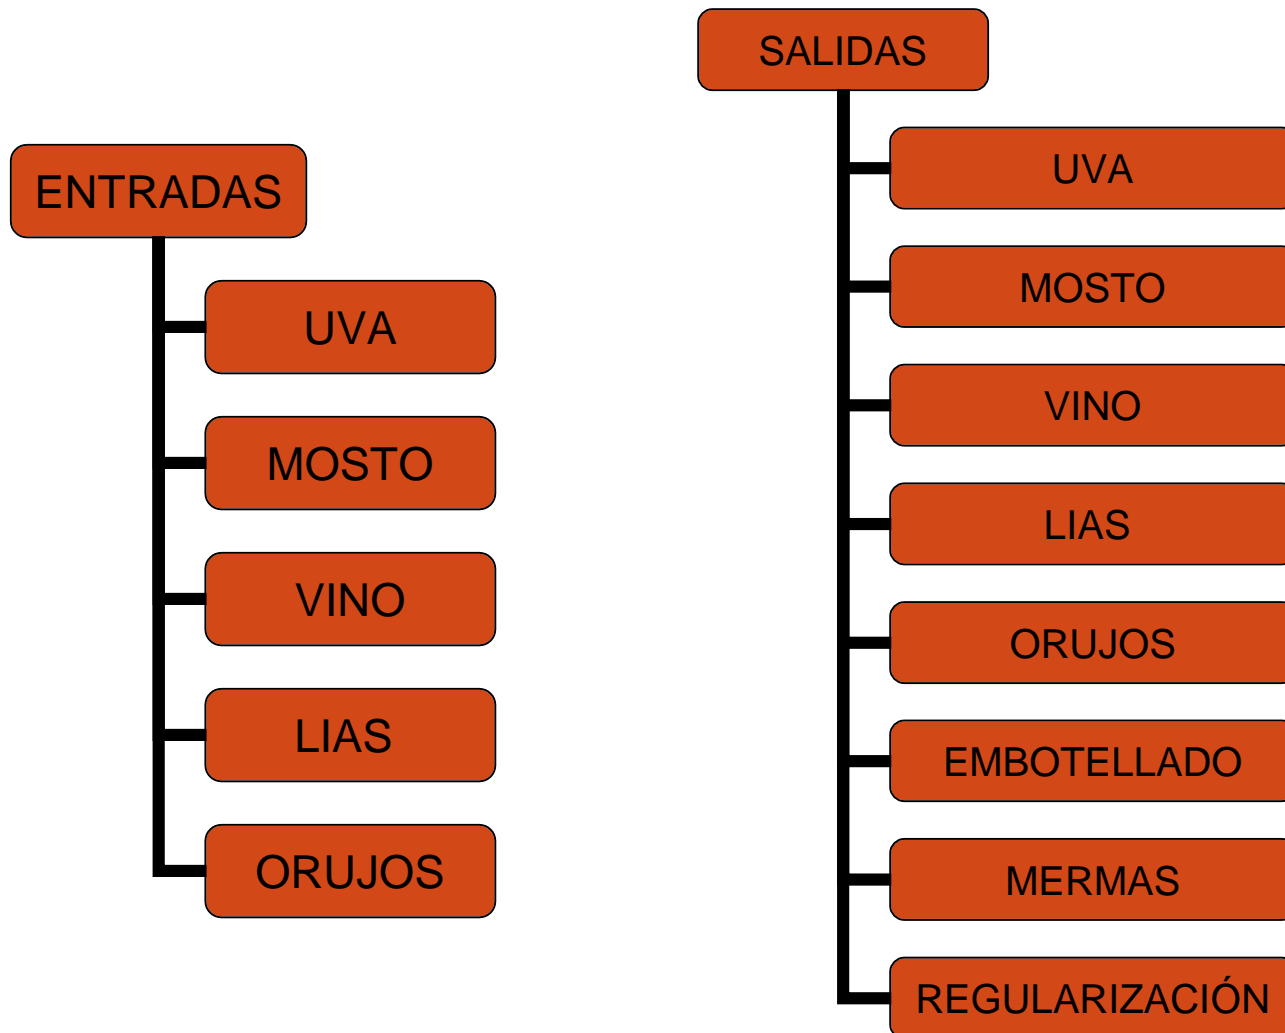 ENTRADAS
UVA
MOSTO
VINO
LIAS
ORUJOS
SALIDAS
UVA
MOSTO
VINO
LIAS
ORUJOS
EMBOTELLADO
MERMAS
REGULARIZACIÓN